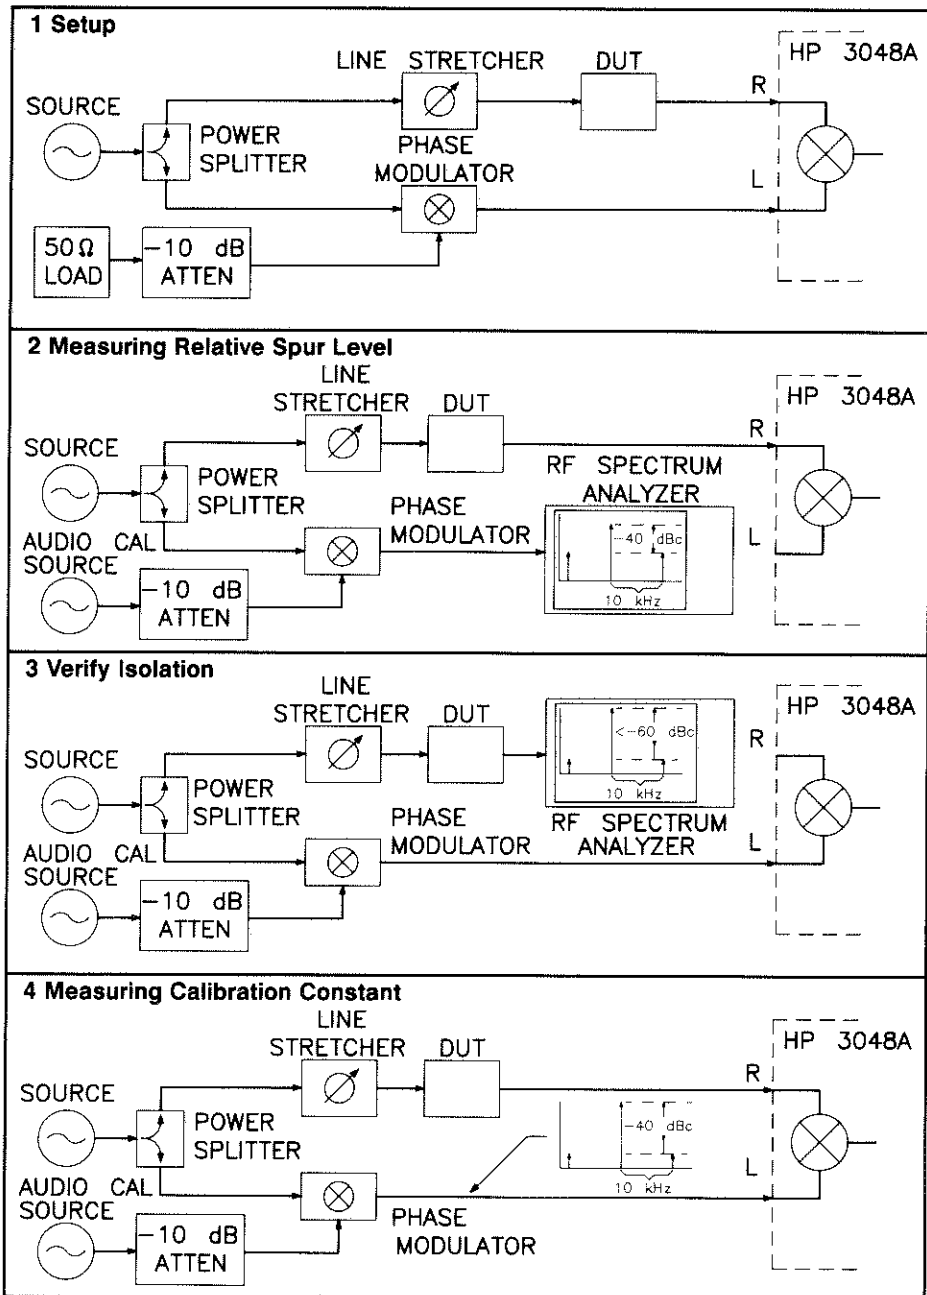 1 Setup
HP 3048A
LINE STRETCHER
DUT
R
SOURCE
POWER
SPLITTER
PHASE
MODULATOR
L
50Ω
LOAD
-10 dB
ATTEN
2 Measuring Relative Spur Level
LINE
STRETCHER
DUT
HP 3048A
R
SOURCE
POWER
SPLITTER
RF SPECTRUM
ANALYZER
PHASE
MODULATOR
-40 dBc
10 kHz
L
AUDIO CAL
SOURCE
-10 dB
ATTEN
3 Verify Isolation
LINE
STRETCHER
DUT
<-60 dBc
10 kHz
HP 3048A
R
SOURCE
POWER
SPLITTER
PHASE
MODULATOR
RF SPECTRUM
ANALYZER
L
AUDIO CAL
SOURCE
-10 dB
ATTEN
4 Measuring Calibration Constant
LINE
STRETCHER
DUT
HP 3048A
R
SOURCE
POWER
SPLITTER
-40 dBc
10 kHz
L
AUDIO CAL
SOURCE
PHASE
MODULATOR
-10 dB
ATTEN